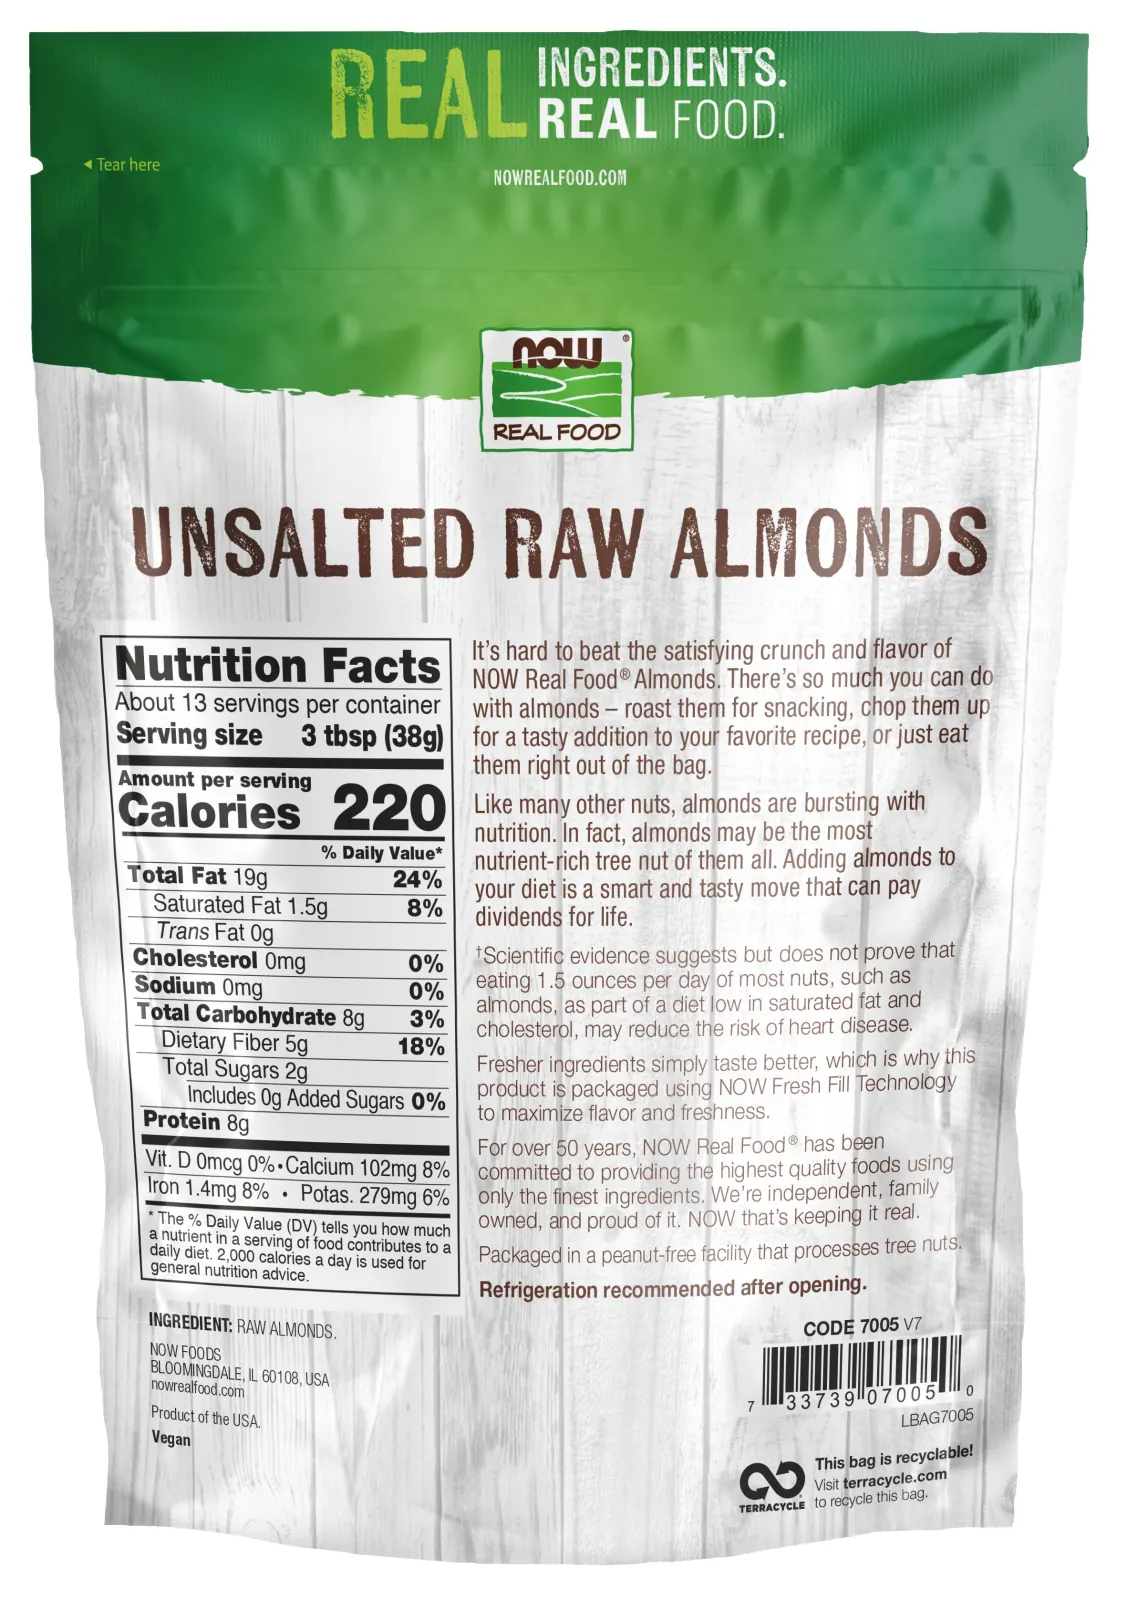 REAL INGREDIENTS.
REAL FOOD.
◄ Tear here
NOWREALFOOD.COM
NOW®
REAL FOOD
UNSALTED RAW ALMONDS
Nutrition Facts
About 13 servings per container
Serving size 3 tbsp (38g)
Amount per serving
Calories 220
% Daily Value*
Total Fat 19g 24%
Saturated Fat 1.5g 8%
Trans Fat 0g
Cholesterol 0mg 0%
Sodium 0mg 0%
Total Carbohydrate 8g 3%
Dietary Fiber 5g 18%
Total Sugars 2g
Includes 0g Added Sugars 0%
Protein 8g
Vit. D 0mcg 0% • Calcium 102mg 8%
Iron 1.4mg 8% • Potas. 279mg 6%
* The % Daily Value (DV) tells you how much
a nutrient in a serving of food contributes to a
daily diet. 2,000 calories a day is used for
general nutrition advice.
INGREDIENT: RAW ALMONDS.
NOW FOODS
BLOOMINGDALE, IL 60108, USA
nowrealfood.com
Product of the USA.
Vegan
It's hard to beat the satisfying crunch and flavor of
NOW Real Food® Almonds. There's so much you can do
with almonds – roast them for snacking, chop them up
for a tasty addition to your favorite recipe, or just eat
them right out of the bag.
Like many other nuts, almonds are bursting with
nutrition. In fact, almonds may be the most
nutrient-rich tree nut of them all. Adding almonds to
your diet is a smart and tasty move that can pay
dividends for life.
†Scientific evidence suggests but does not prove that
eating 1.5 ounces per day of most nuts, such as
almonds, as part of a diet low in saturated fat and
cholesterol, may reduce the risk of heart disease.
Fresher ingredients simply taste better, which is why this
product is packaged using NOW Fresh Fill Technology
to maximize flavor and freshness.
For over 50 years, NOW Real Food® has been
committed to providing the highest quality foods using
only the finest ingredients. We're independent, family
owned, and proud of it. NOW that's keeping it real.
Packaged in a peanut-free facility that processes tree nuts.
Refrigeration recommended after opening.
CODE 7005 V7
7 33739 07005 0
LBAG7005
TERRACYCLE
This bag is recyclable!
Visit terracycle.com
to recycle this bag.